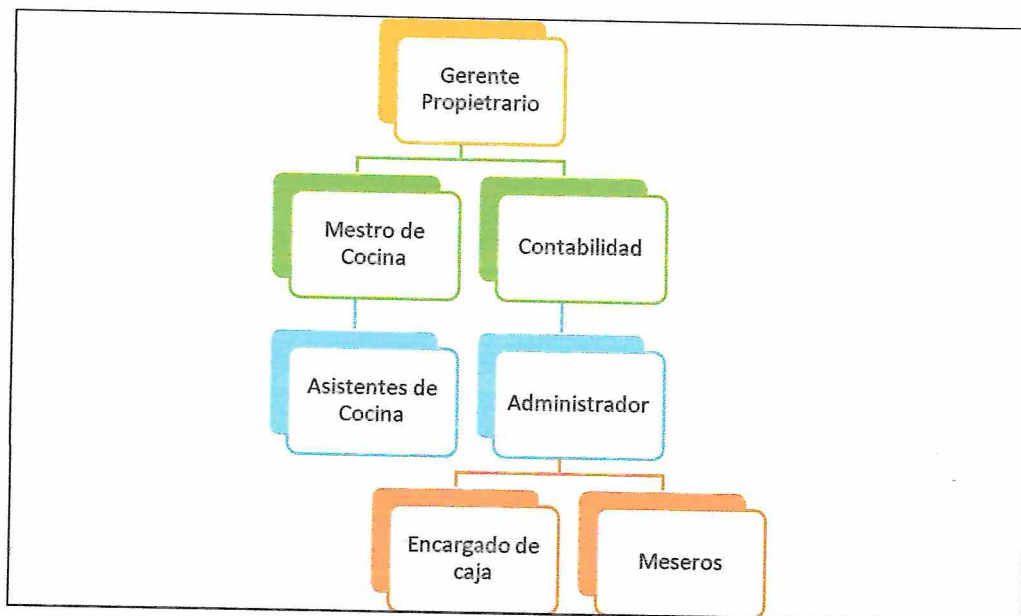 Gerente
Propietrario
Mestro de
Cocina
Contabilidad
Asistentes de
Cocina
Administrador
Encargado de
caja
Meseros